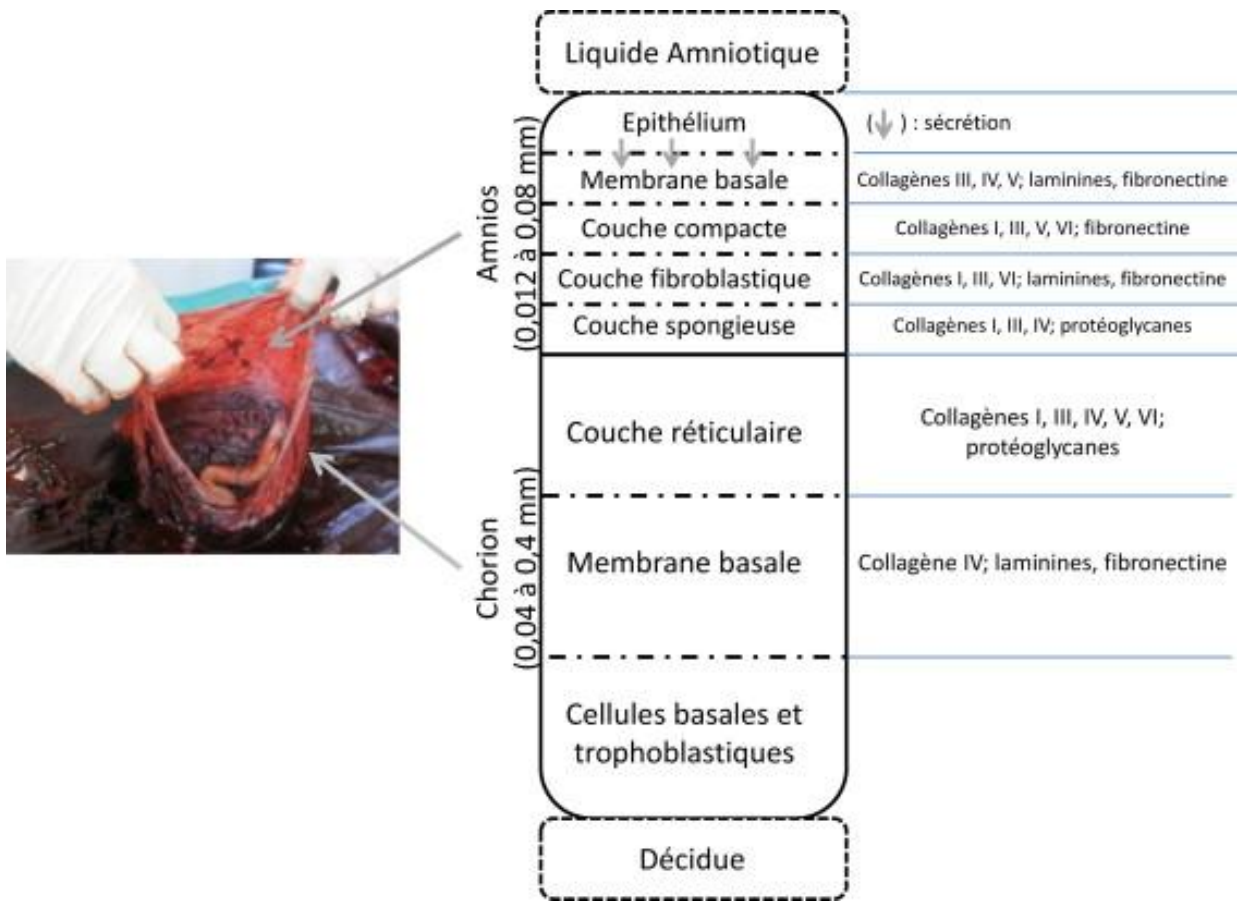 Liquide Amniotique
Epithélium
(↓) : sécrétion
Amnios
(0,012 à 0,08 mm)
Membrane basale
Collagènes III, IV, V; laminines, fibronectine
Couche compacte
Collagènes I, III, V, VI; fibronectine
Couche fibroblastique
Collagènes I, III, VI; laminines, fibronectine
Couche spongieuse
Collagènes I, III, IV; protéoglycanes
Chorion
(0,04 à 0,4 mm)
Couche réticulaire
Collagènes I, III, IV, V, VI;
protéoglycanes
Membrane basale
Collagène IV; laminines, fibronectine
Cellules basales et
trophoblastiques
Décidue